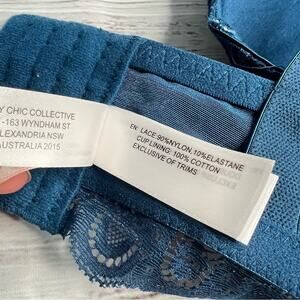 Y CHIC COLLECTIVE
-163 WYNDHAM ST
LEXANDRIA NSW
AUSTRALIA 2015
EN: LACE: 90%NYLON, 10%ELASTANE
CUP LINING: 100% COTTON
EXCLUSIVE OF TRIMS